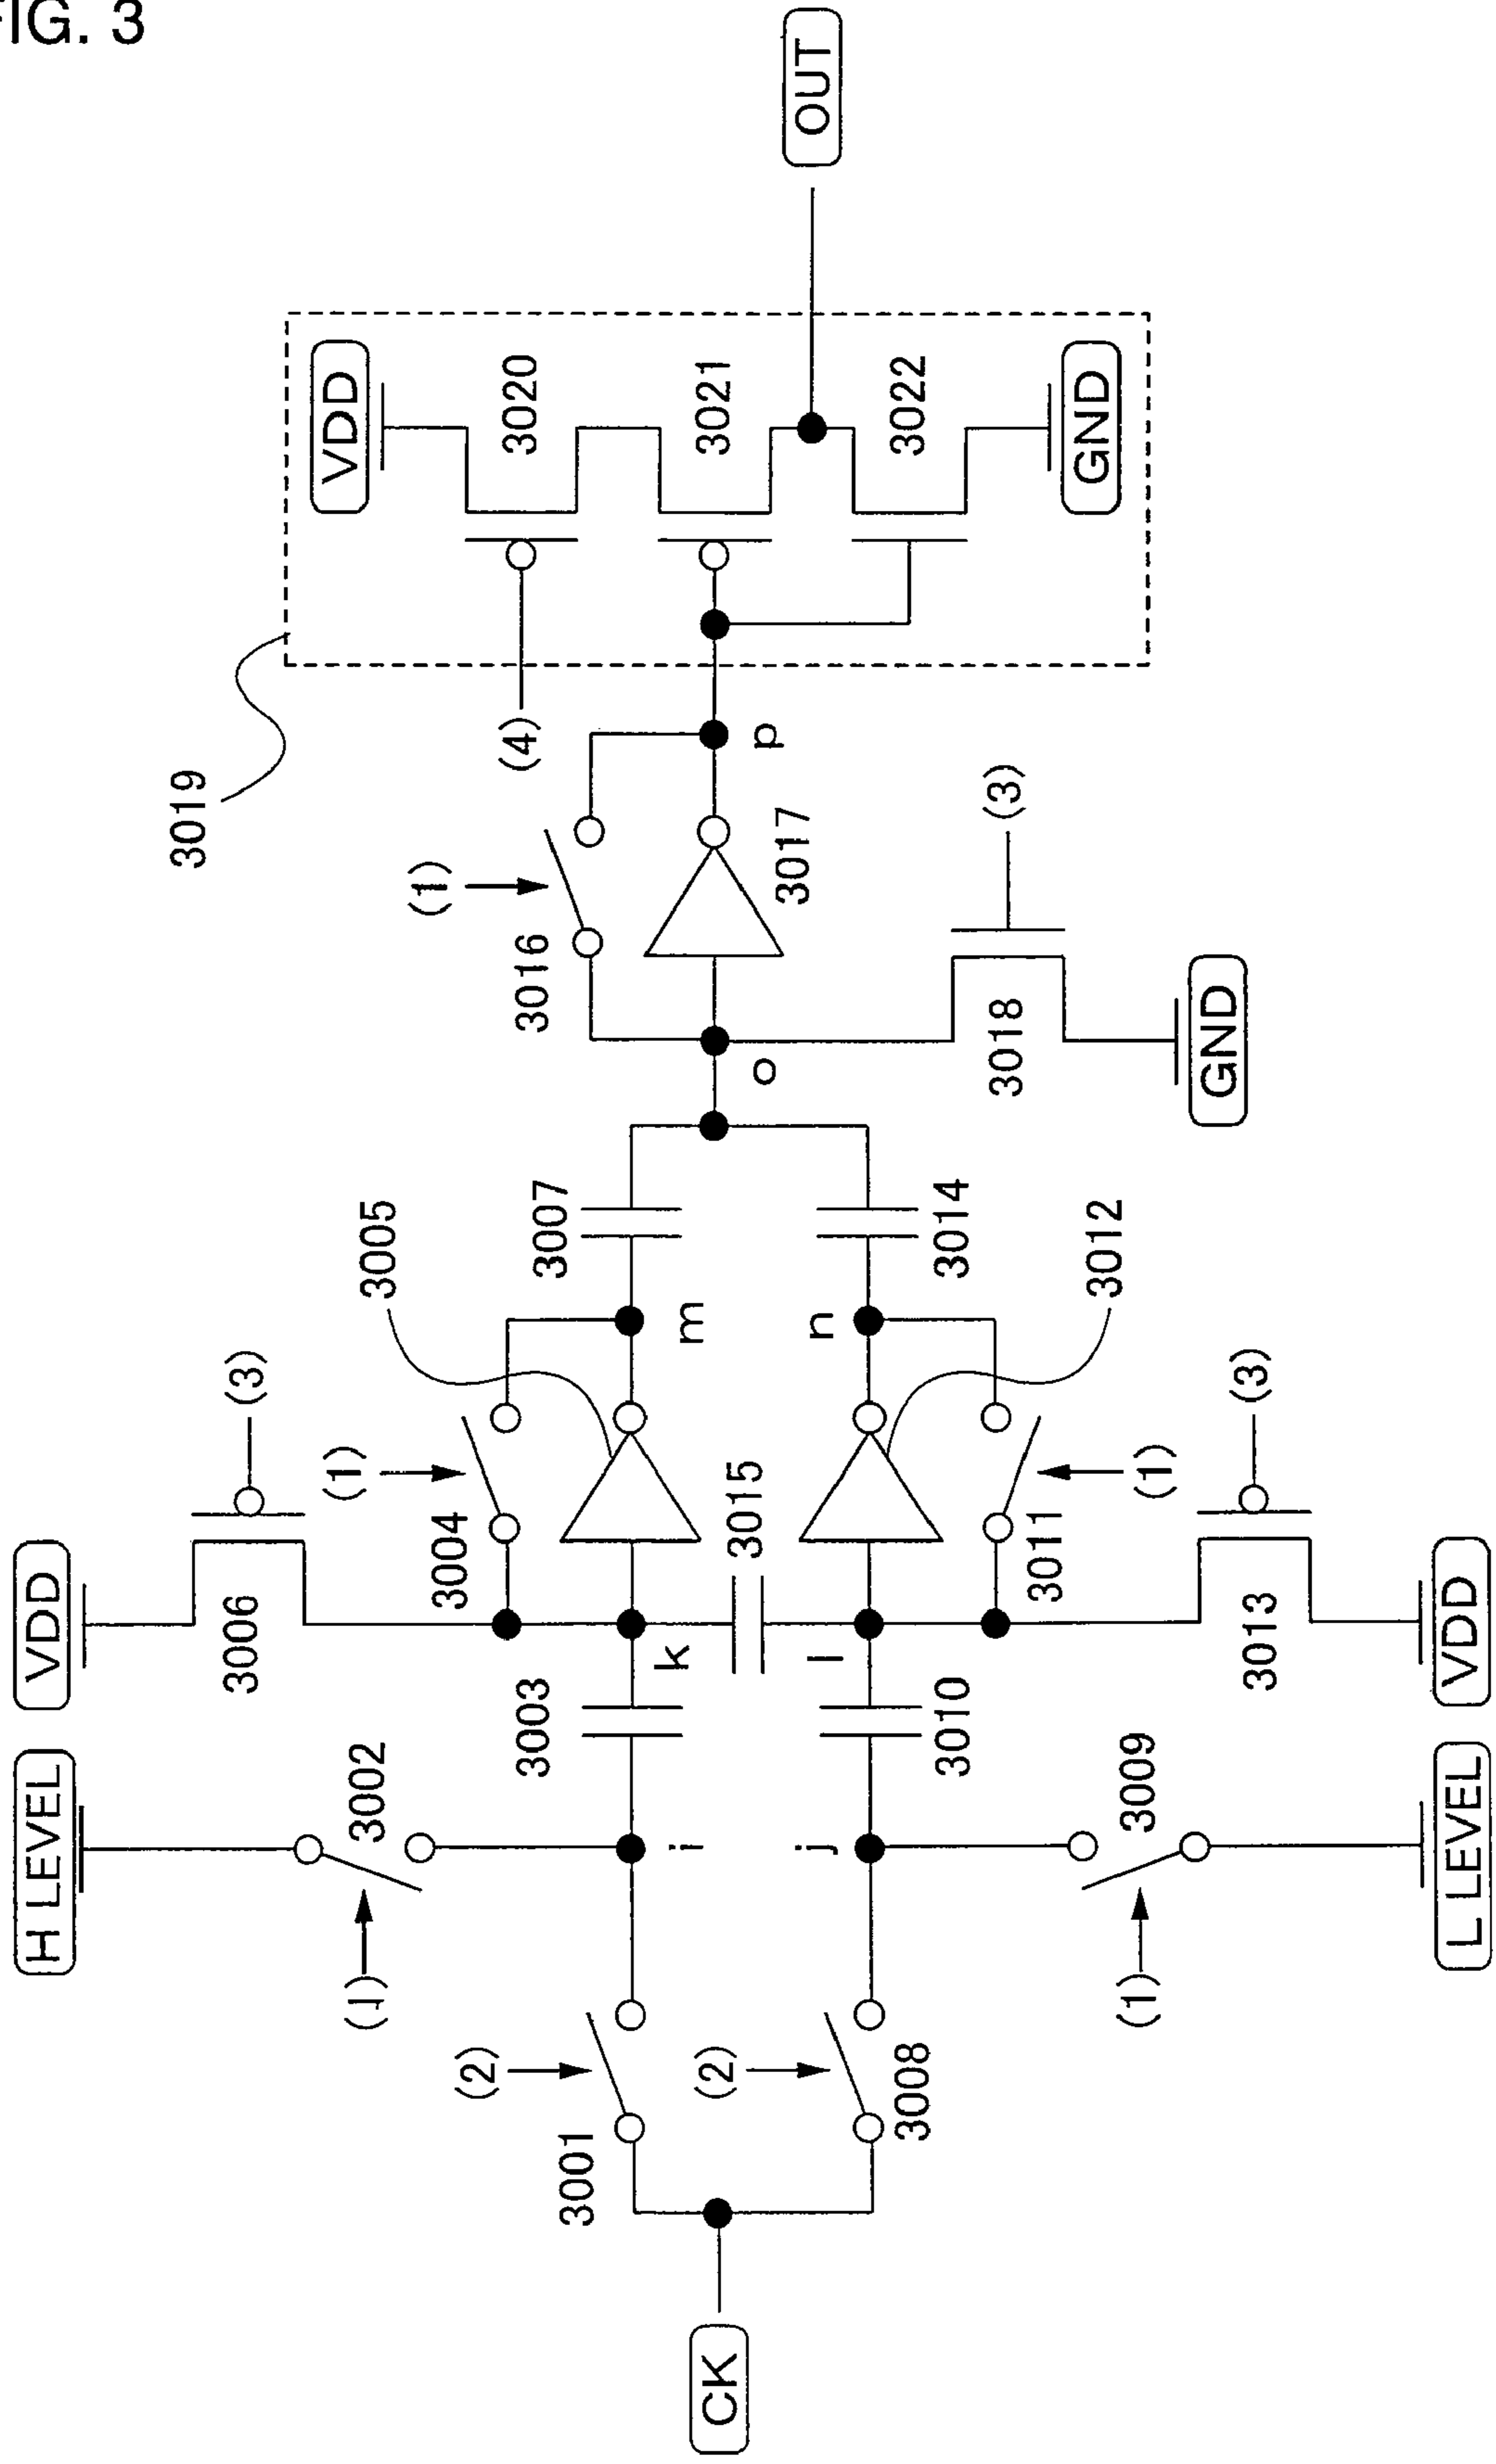 FIG. 3
CK
3001
(2)
(2)
3008
H LEVEL
(1)
3002
i
j
3009
(1)
L LEVEL
VDD
3006
(3)
3003
k
3004
(1)
3005
3015
l
3010
3011
(1)
3012
3013
(3)
VDD
m
n
3007
3014
o
3016
(1)
3017
3018
(3)
GND
p
3019
(4)
VDD
3020
3021
3022
GND
OUT